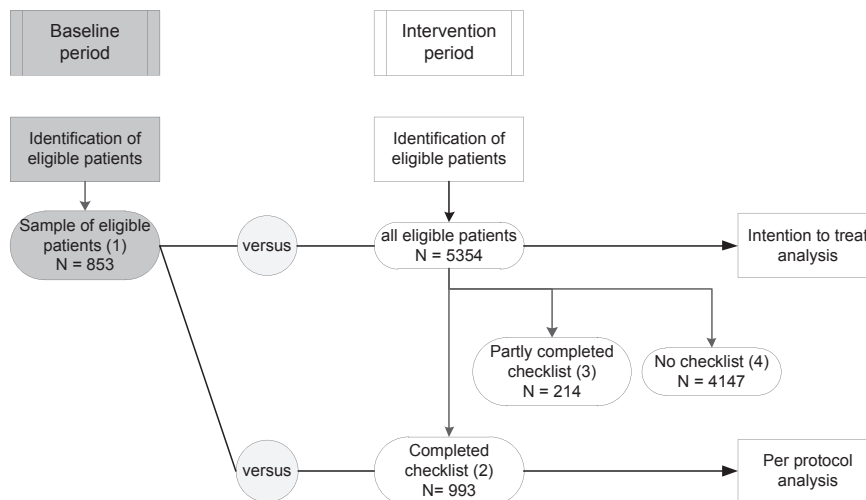 Baseline
period
Intervention
period
Identification of
eligible patients
Identification of
eligible patients
Sample of eligible
patients (1)
N = 853
versus
all eligible patients
N = 5354
Intention to treat
analysis
Partly completed
checklist (3)
N = 214
No checklist (4)
N = 4147
versus
Completed
checklist (2)
N= 993
Per protocol
analysis